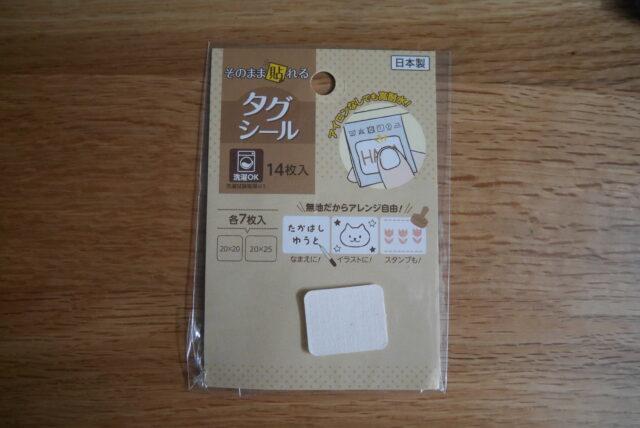 そのまま貼れる
日本製
タグ
シール
アイロンなしでも高耐水!
洗濯OK
14枚入
無地だからアレンジ自由!
各7枚入
20×20
20×25
たかはし
ゆうと
なまえに!
イラストに!
スタンプも!